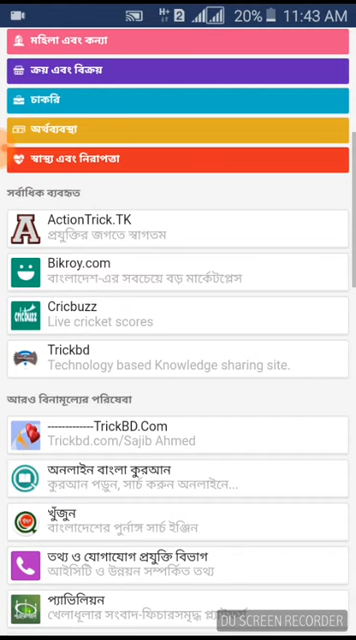 H+ 2 20% 11:43 AM
মহিলা এবং কন্যা
ক্রয় এবং বিক্রয়
চাকরি
অর্থব্যবস্থা
স্বাস্থ্য এবং নিরাপত্তা
সর্বাধিক ব্যবহৃত
A
ActionTrick.TK
প্রযুক্তির জগতে স্বাগতম
Bikroy.com
বাংলাদেশ-এর সবচেয়ে বড় মার্কেটপ্লেস
cricbuzz
Cricbuzz
Live cricket scores
Trickbd
Technology based Knowledge sharing site.
আরও বিনামূল্যের পরিষেবা
-------------TrickBD.Com
Trickbd.com/Sajib Ahmed
অনলাইন বাংলা কুরআন
কুরআন পড়ুন, সার্চ করুন অনলাইনে...
খুঁজুন
বাংলাদেশের পূর্নাঙ্গ সার্চ ইঞ্জিন
তথ্য ও যোগাযোগ প্রযুক্তি বিভাগ
আইসিটি ও উন্নয়ন সম্পর্কিত তথ্য
প্যাভিলিয়ন
খেলাধূলার সংবাদ-ফিচারসমৃদ্ধ
DU SCREEN RECORDER